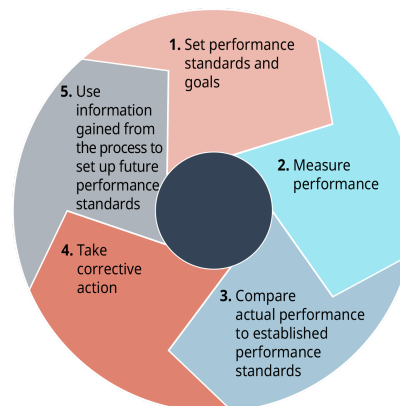 1. Set performance
standards and
goals
2. Measure
performance
3. Compare
actual performance
to established
performance
standards
4. Take
corrective
action
5. Use
information
gained from
the process to
set up future
performance
standards